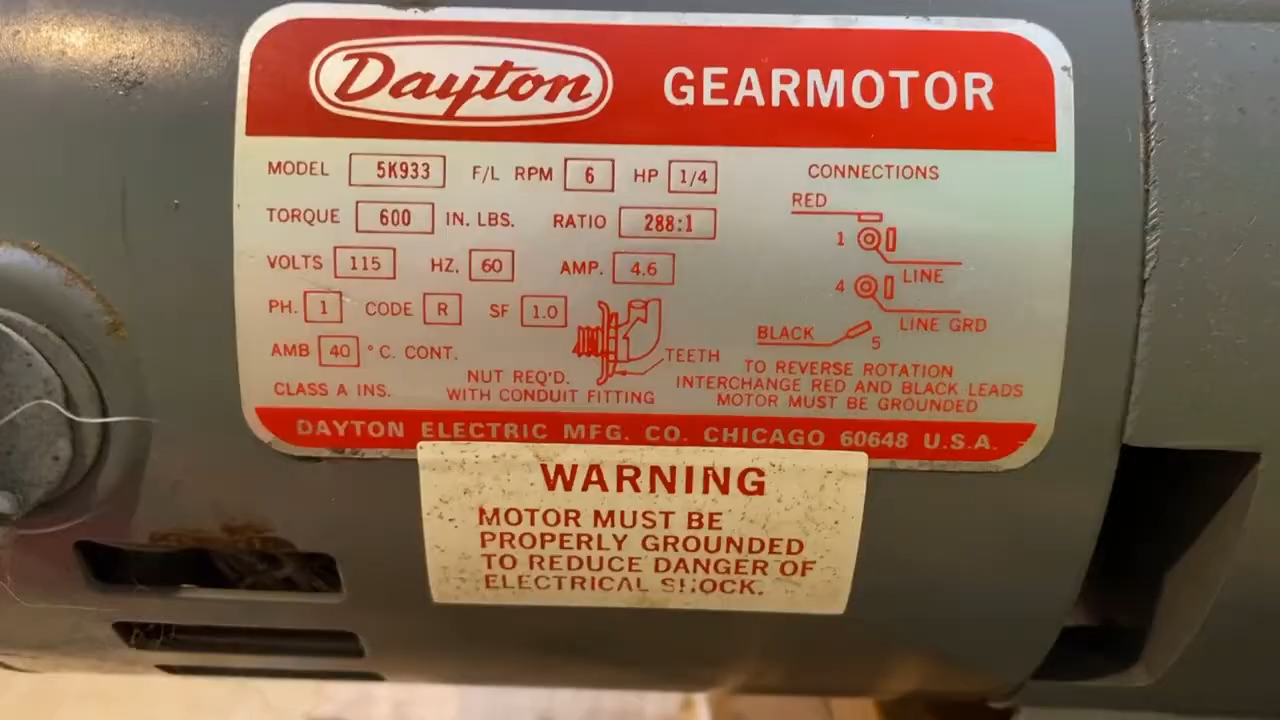 Dayton GEARMOTOR
MODEL 5K933 F/L RPM 6 HP 1/4
TORQUE 600 IN. LBS. RATIO 288:1
VOLTS 115 HZ. 60 AMP. 4.6
PH. 1 CODE R SF 1.0
AMB 40 °C. CONT.
CLASS A INS.
NUT REQ'D.
WITH CONDUIT FITTING
TEETH
CONNECTIONS
RED
1
LINE
4
LINE GRD
BLACK
5
TO REVERSE ROTATION
INTERCHANGE RED AND BLACK LEADS
MOTOR MUST BE GROUNDED
DAYTON ELECTRIC MFG. CO. CHICAGO 60648 U.S.A.
WARNING
MOTOR MUST BE
PROPERLY GROUNDED
TO REDUCE DANGER OF
ELECTRICAL SHOCK.